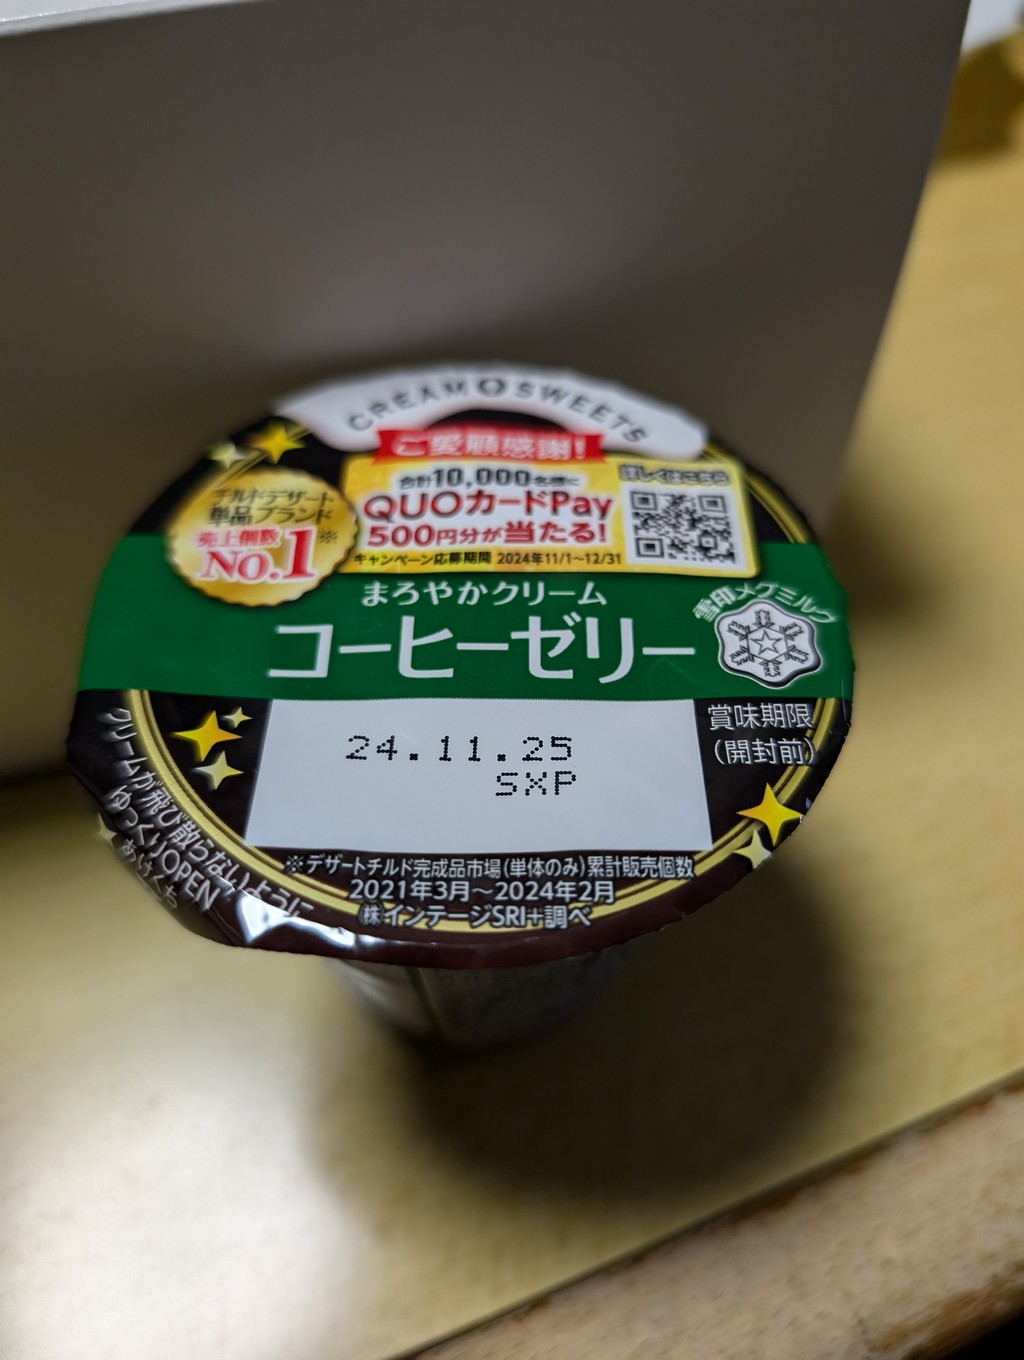 CREAM SWEETS
ご愛顧感謝!
合計10,000名様に
QUOカードPay
500円分が当たる!
キャンペーン応募期間 2024年11/1~12/31
詳しくはこちら
チルドデザート
単品ブランド
売上個数※
No.1
まろやかクリーム
コーヒーゼリー
雪印メグミルク
賞味期限
(開封前)
24.11.25
SXP
クリームが飛び散らないように
ゆっくりOPEN
あけくち
※デザートチルド完成品市場(単体のみ)累計販売個数
2021年3月~2024年2月
㈱インテージSRI+調べ